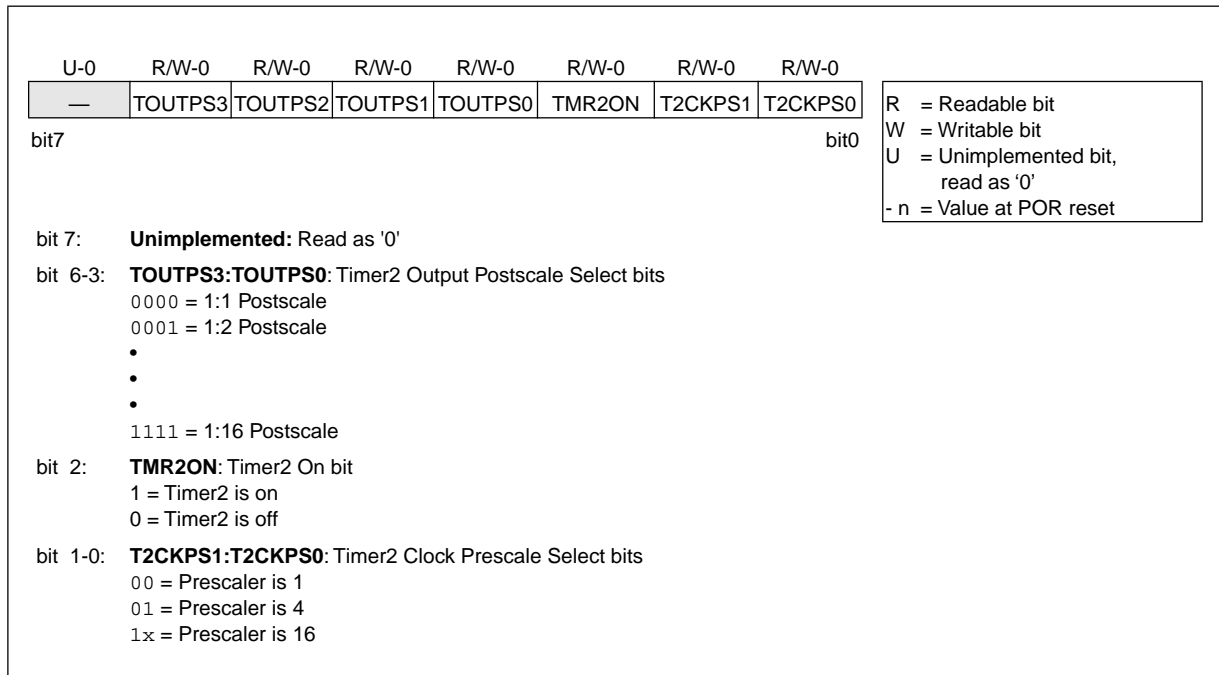 U-0 R/W-0 R/W-0 R/W-0 R/W-0 R/W-0 R/W-0 R/W-0
— TOUTPS3 TOUTPS2 TOUTPS1 TOUTPS0 TMR2ON T2CKPS1 T2CKPS0
bit7 bit0
R = Readable bit
W = Writable bit
U = Unimplemented bit,
read as ‘0’
- n = Value at POR reset
bit 7: Unimplemented: Read as '0'
bit 6-3: TOUTPS3:TOUTPS0: Timer2 Output Postscale Select bits
0000 = 1:1 Postscale
0001 = 1:2 Postscale
•
•
•
1111 = 1:16 Postscale
bit 2: TMR2ON: Timer2 On bit
1 = Timer2 is on
0 = Timer2 is off
bit 1-0: T2CKPS1:T2CKPS0: Timer2 Clock Prescale Select bits
00 = Prescaler is 1
01 = Prescaler is 4
1x = Prescaler is 16